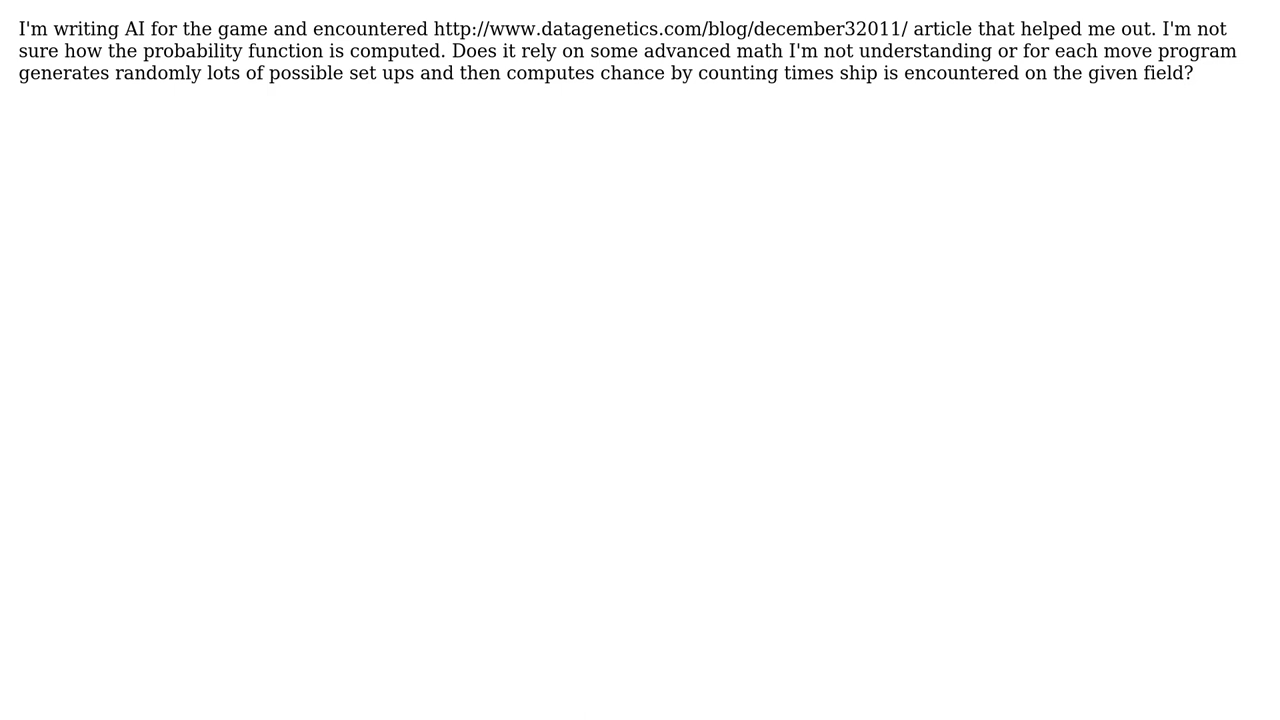 I'm writing AI for the game and encountered http://www.datagenetics.com/blog/december32011/ article that helped me out. I'm not
sure how the probability function is computed. Does it rely on some advanced math I'm not understanding or for each move program
generates randomly lots of possible set ups and then computes chance by counting times ship is encountered on the given field?